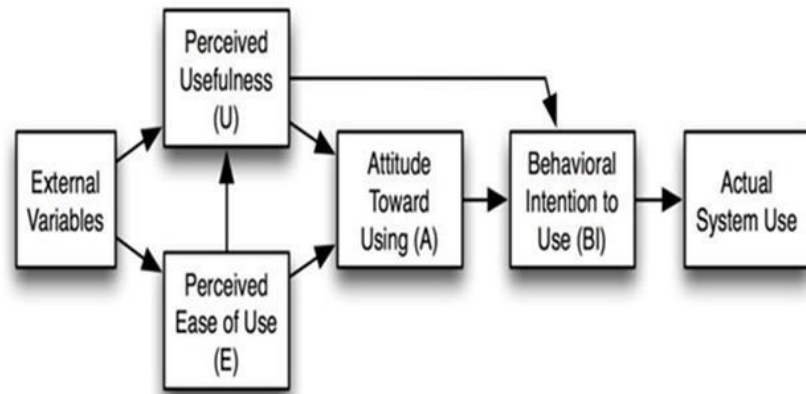 Perceived
Usefulness
(U)
External
Variables
Perceived
Ease of Use
(E)
Attitude
Toward
Using (A)
Behavioral
Intention to
Use (BI)
Actual
System Use